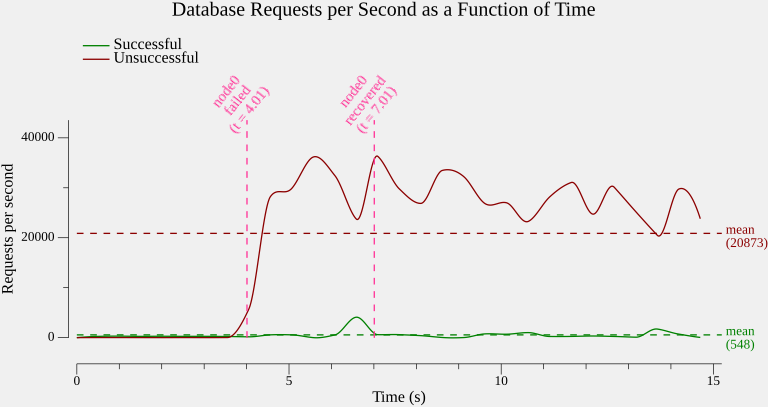 Database Requests per Second as a Function of Time
Successful
Unsuccessful
node0
failed
(t = 4.01)
node0
recovered
(t = 7.01)
40000
20000
0
Requests per second
mean
(20873)
mean
(548)
0
5
10
15
Time (s)